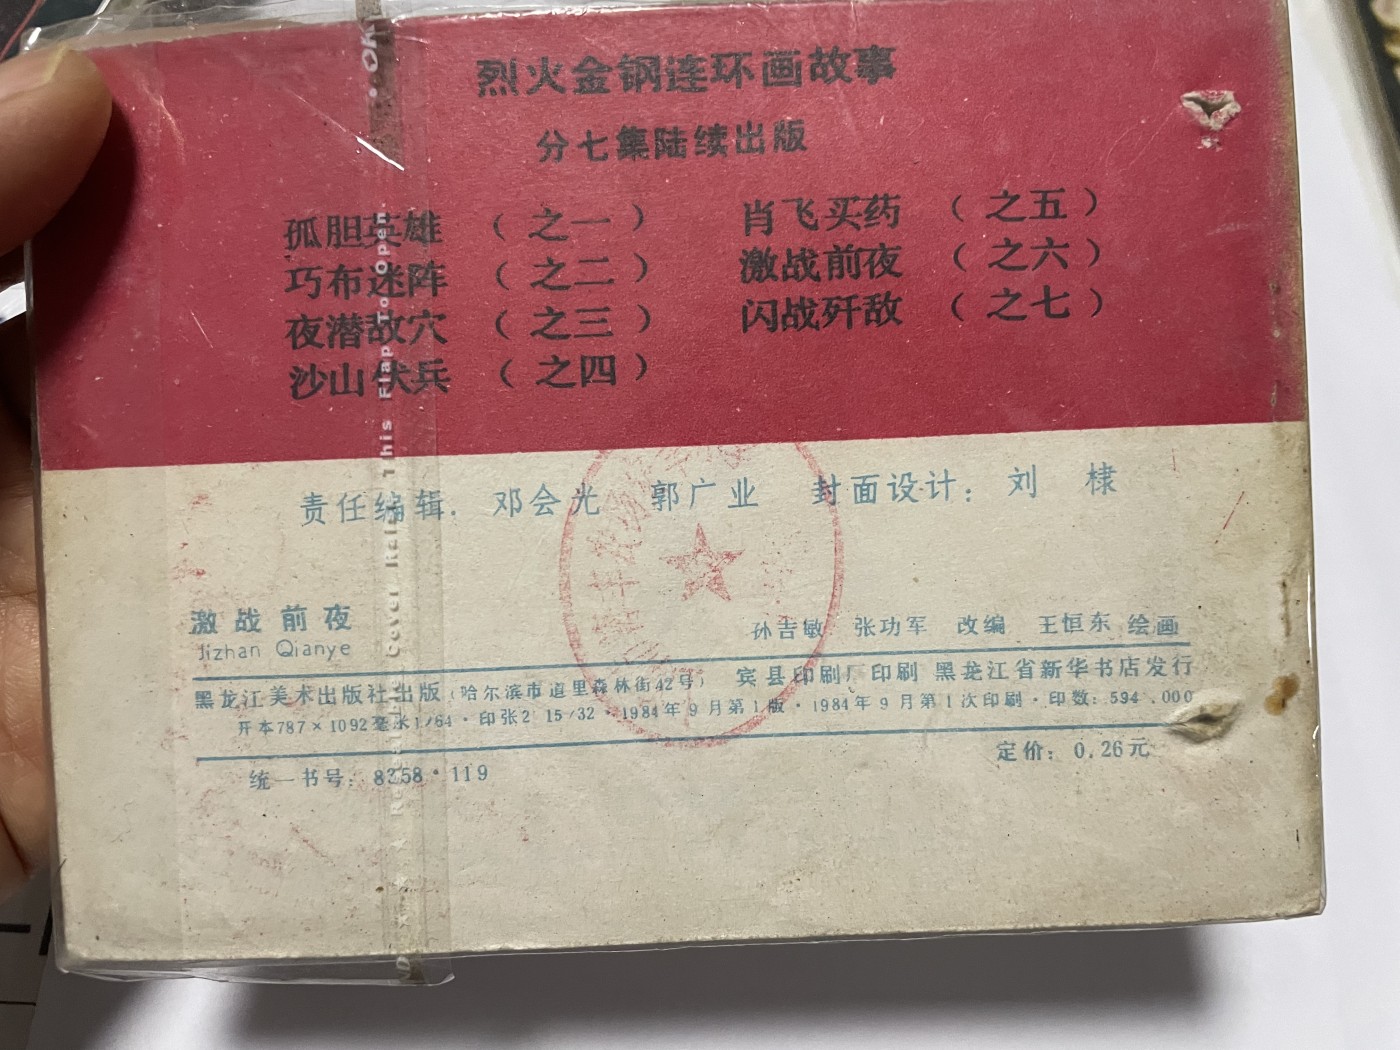 烈火金钢连环画故事
分七集陆续出版
孤胆英雄 （之一）
巧布迷阵 （之二）
夜潜敌穴 （之三）
沙山伏兵 （之四）
肖飞买药 （之五）
激战前夜 （之六）
闪战歼敌 （之七）
责任编辑. 邓会光 郭广业 封面设计: 刘 棣
激战前夜
Jizhan Qianye
孙吉敏 张功军 改编 王恒东 绘画
黑龙江美术出版社出版（哈尔滨市道里森林街42号） 宾县印刷厂印刷 黑龙江省新华书店发行
开本787×1092毫米1/64·印张2 15/32·1984年9月第1版·1984年9月第1次印刷·印数: 594.000
统一书号: 8358·119
定价: 0.26元
This Flap To Open.